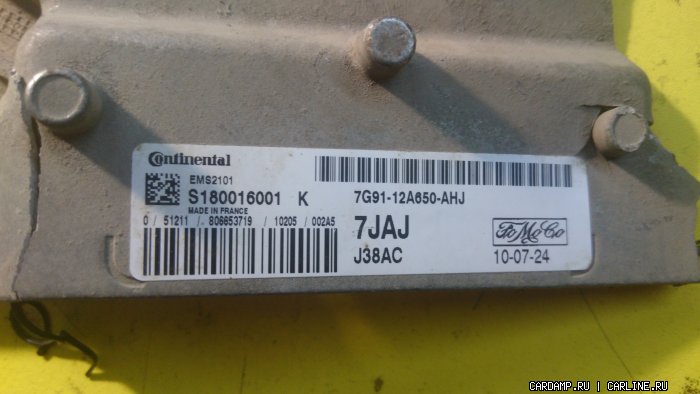 Continental
EMS2101
S180016001 K
MADE IN FRANCE
0 / 51211 / 806653719 / 10205 / 002A5
7G91-12A650-AHJ
7JAJ
J38AC
FoMoCo
10-07-24
CARDAMP.RU | CARLINE.RU